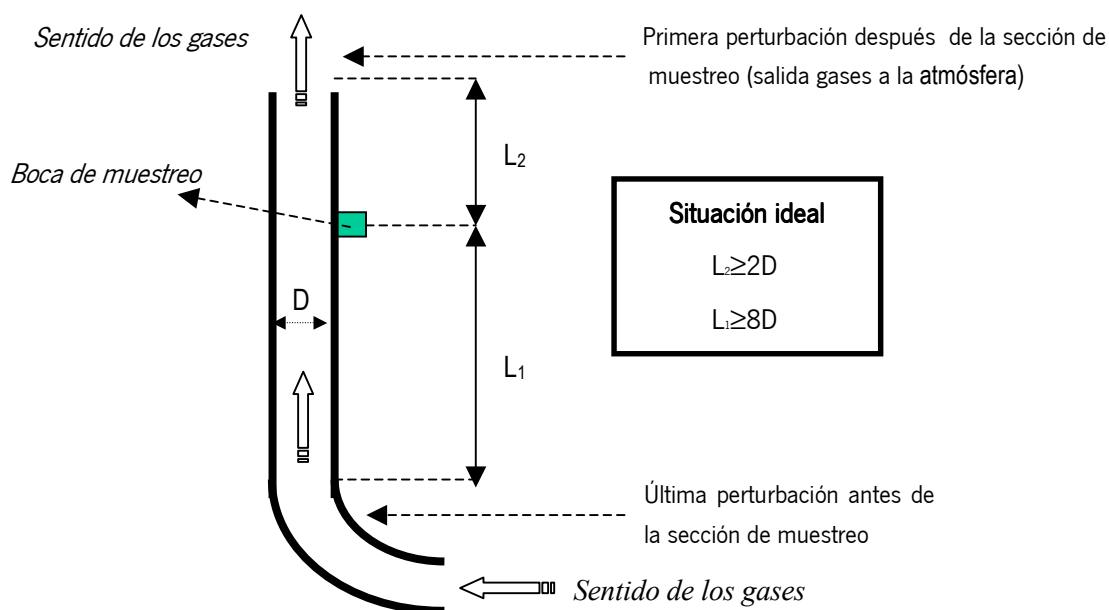 Sentido de los gases
Primera perturbación después de la sección de
muestreo (salida gases a la atmósfera)
L2
Boca de muestreo
Situación ideal
L2≥2D
L1≥8D
D
L1
Última perturbación antes de
la sección de muestreo
Sentido de los gases